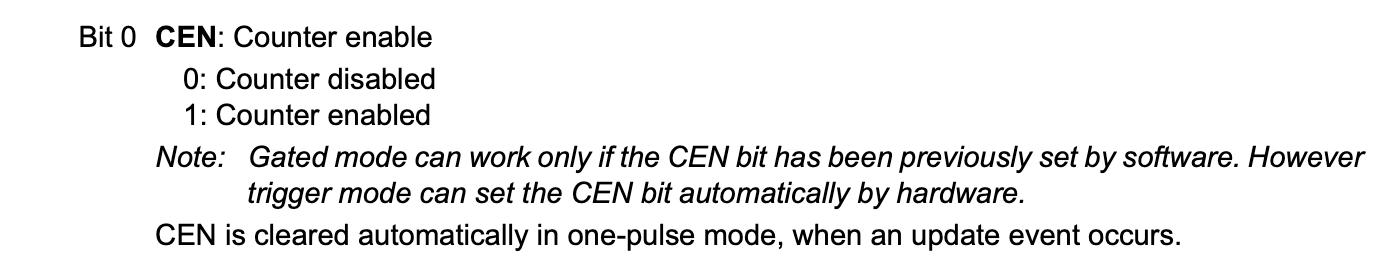 Bit 0 CEN: Counter enable
0: Counter disabled
1: Counter enabled
Note: Gated mode can work only if the CEN bit has been previously set by software. However
trigger mode can set the CEN bit automatically by hardware.
CEN is cleared automatically in one-pulse mode, when an update event occurs.